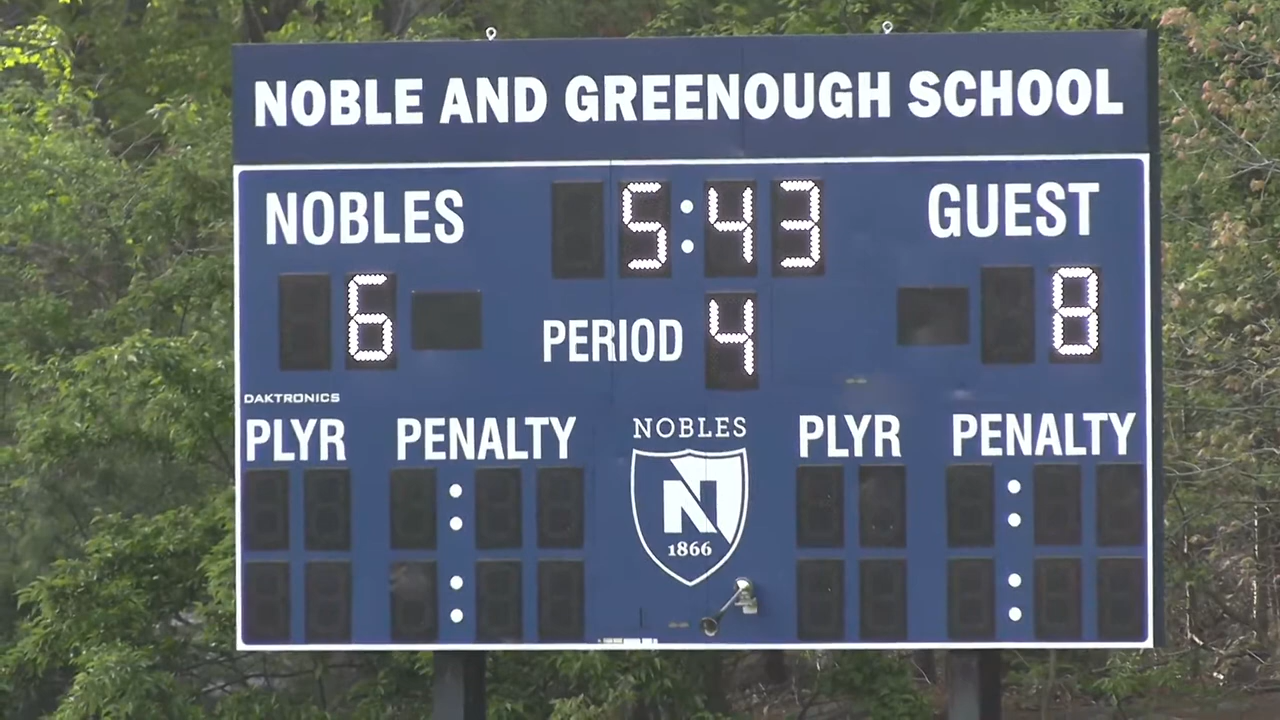 NOBLE AND GREENOUGH SCHOOL
NOBLES 5:43 GUEST
6 PERIOD 4 8
DAKTRONICS
PLYR PENALTY NOBLES PLYR PENALTY
N
1866